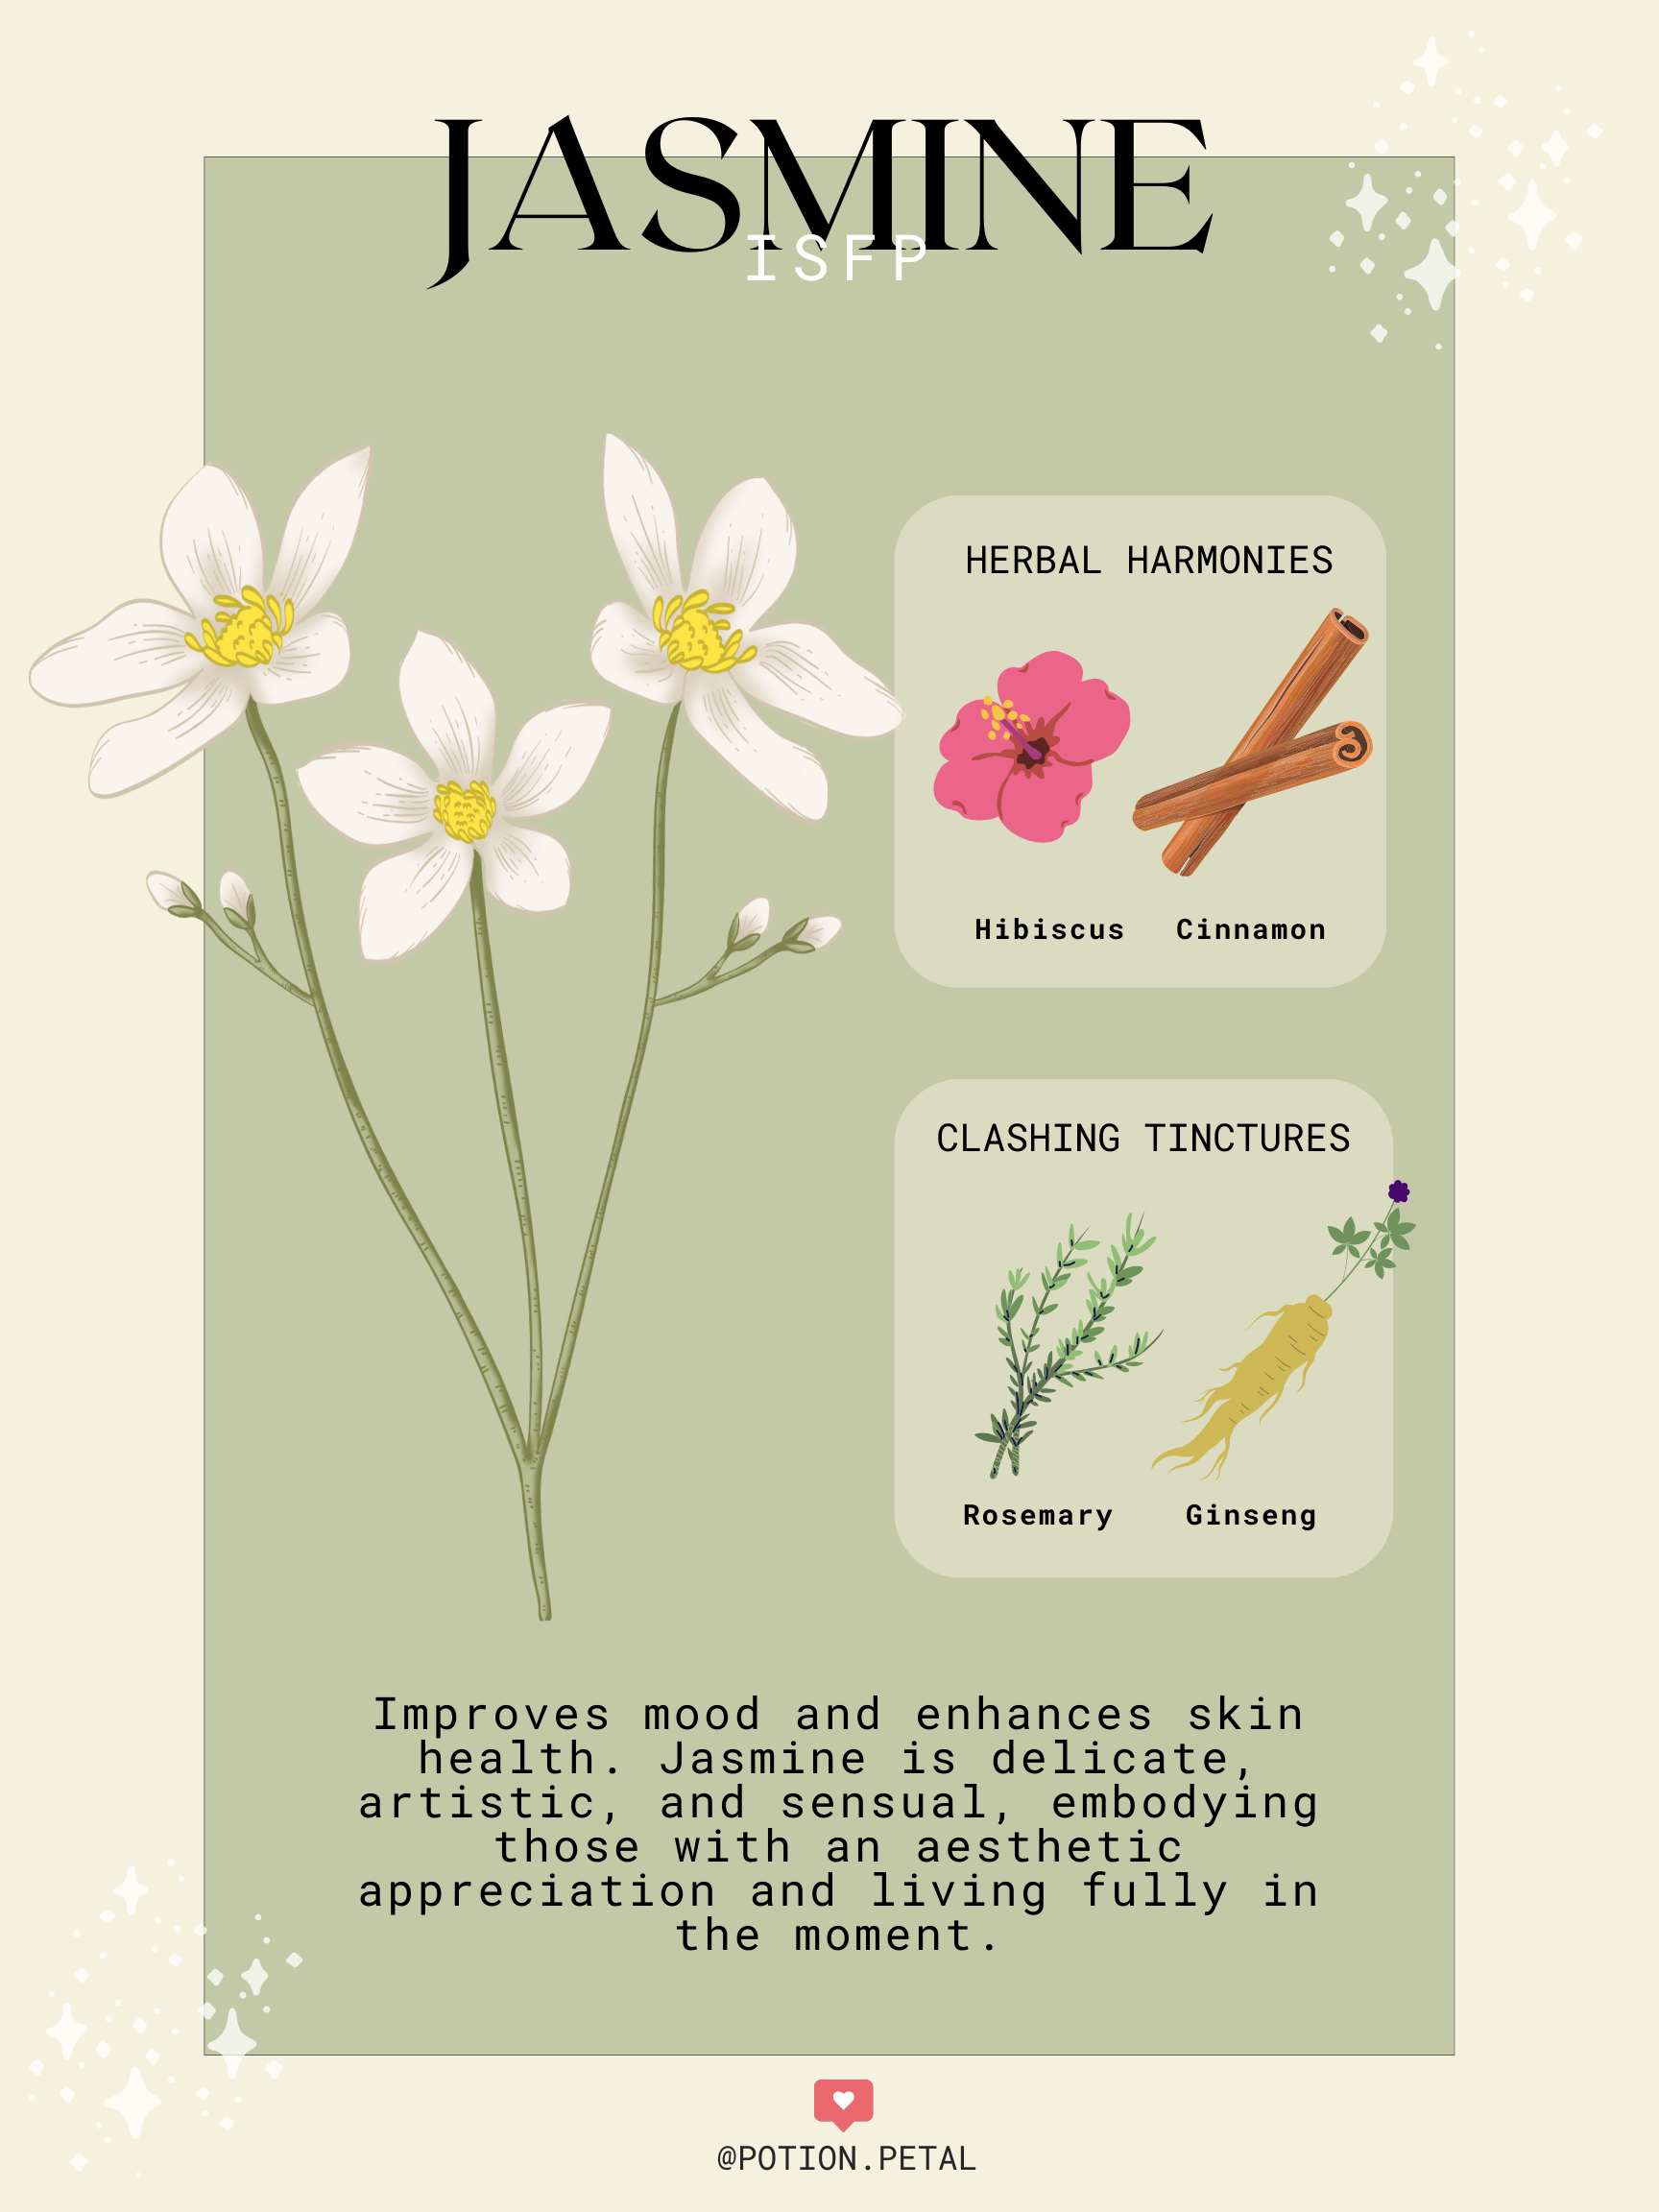 JASMINE
ISFP
HERBAL HARMONIES
Hibiscus Cinnamon
CLASHING TINCTURES
Rosemary Ginseng
Improves mood and enhances skin
health. Jasmine is delicate,
artistic, and sensual, embodying
those with an aesthetic
appreciation and living fully in
the moment.
@POTION.PETAL